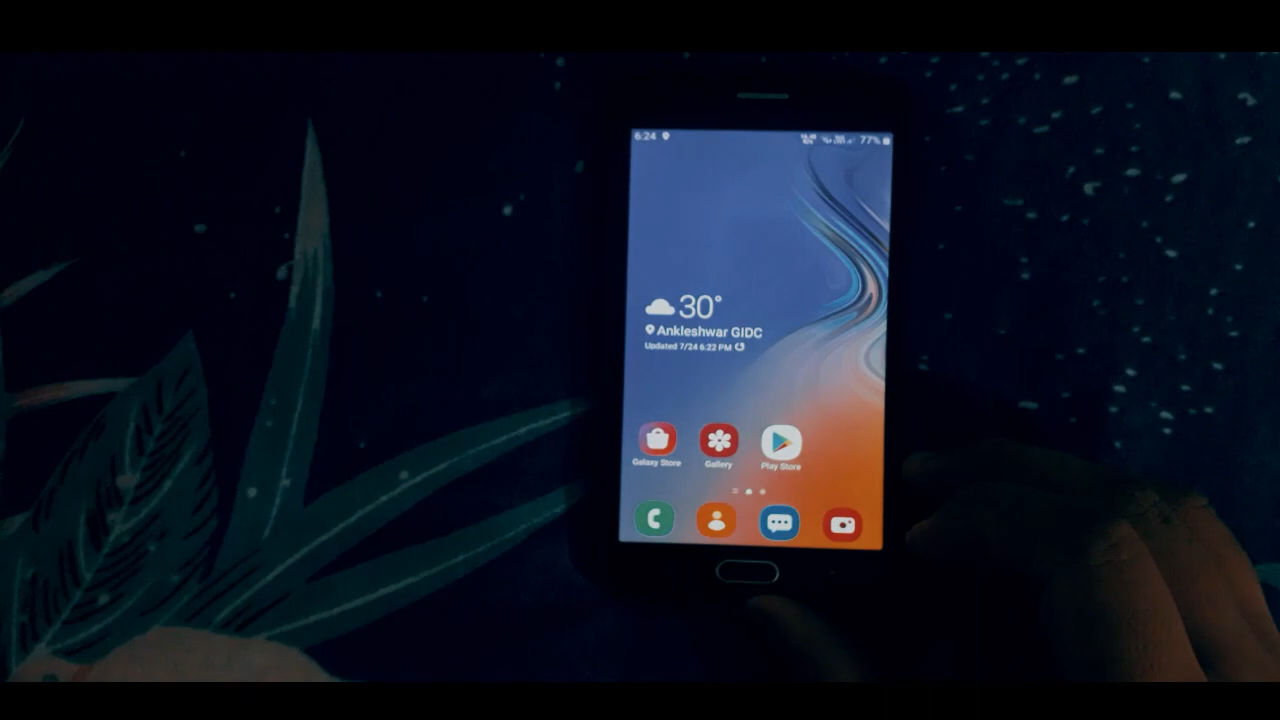 6:24 77%
30°
Ankleshwar GIDC
Updated 7/24 6:22 PM
Galaxy Store Gallery Play Store